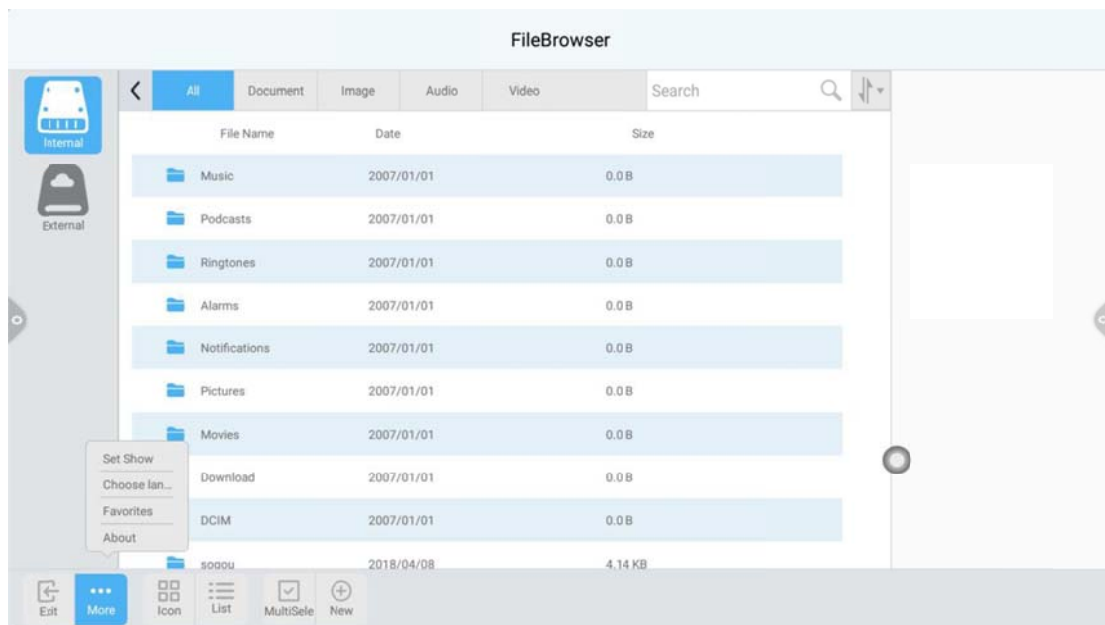 FileBrowser
All Document Image Audio Video Search
Internal
File Name Date Size
Music 2007/01/01 0.0 B
Podcasts 2007/01/01 0.0 B
External
Ringtones 2007/01/01 0.0 B
Alarms 2007/01/01 0.0 B
Notifications 2007/01/01 0.0 B
Pictures 2007/01/01 0.0 B
Movies 2007/01/01 0.0 B
Set Show
Download 2007/01/01 0.0 B
Choose lan...
Favorites
DCIM 2007/01/01 0.0 B
About
sogou 2018/04/08 4.14 KB
Exit More Icon List MultiSele New